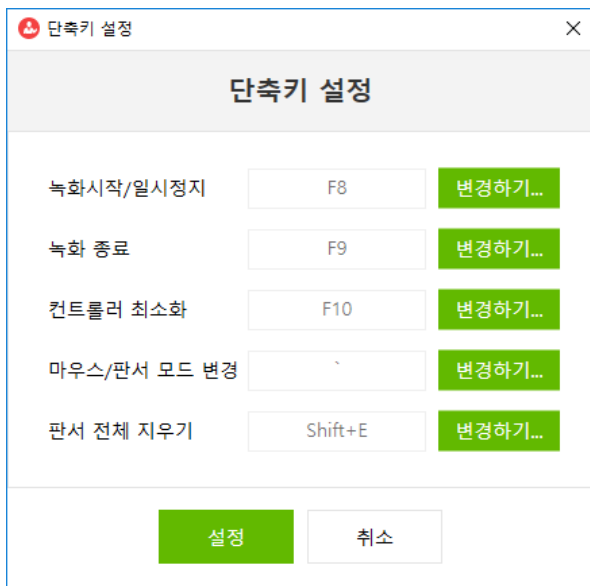 단축키 설정
단축키 설정
녹화시작/일시정지 F8 변경하기...
녹화 종료 F9 변경하기...
컨트롤러 최소화 F10 변경하기...
마우스/판서 모드 변경 ` 변경하기...
판서 전체 지우기 Shift+E 변경하기...
설정 취소